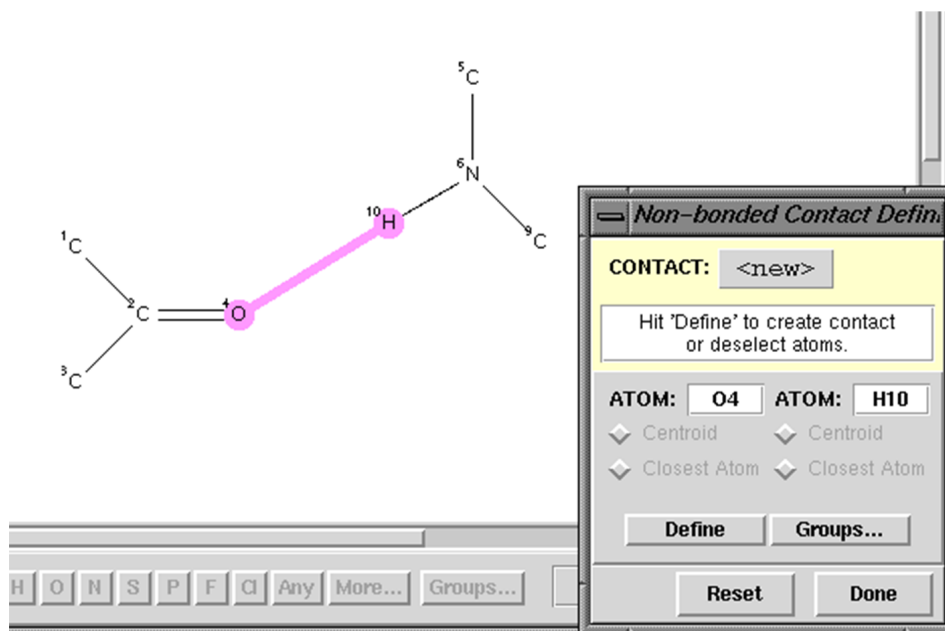 5C
6N
10H
9C
1C
2C
4O
3C
Non-bonded Contact Defin
CONTACT: <new>
Hit 'Define' to create contact
or deselect atoms.
ATOM: O4 ATOM: H10
Centroid Centroid
Closest Atom Closest Atom
Define Groups...
H O N S P F Cl Any More... Groups...
Reset Done